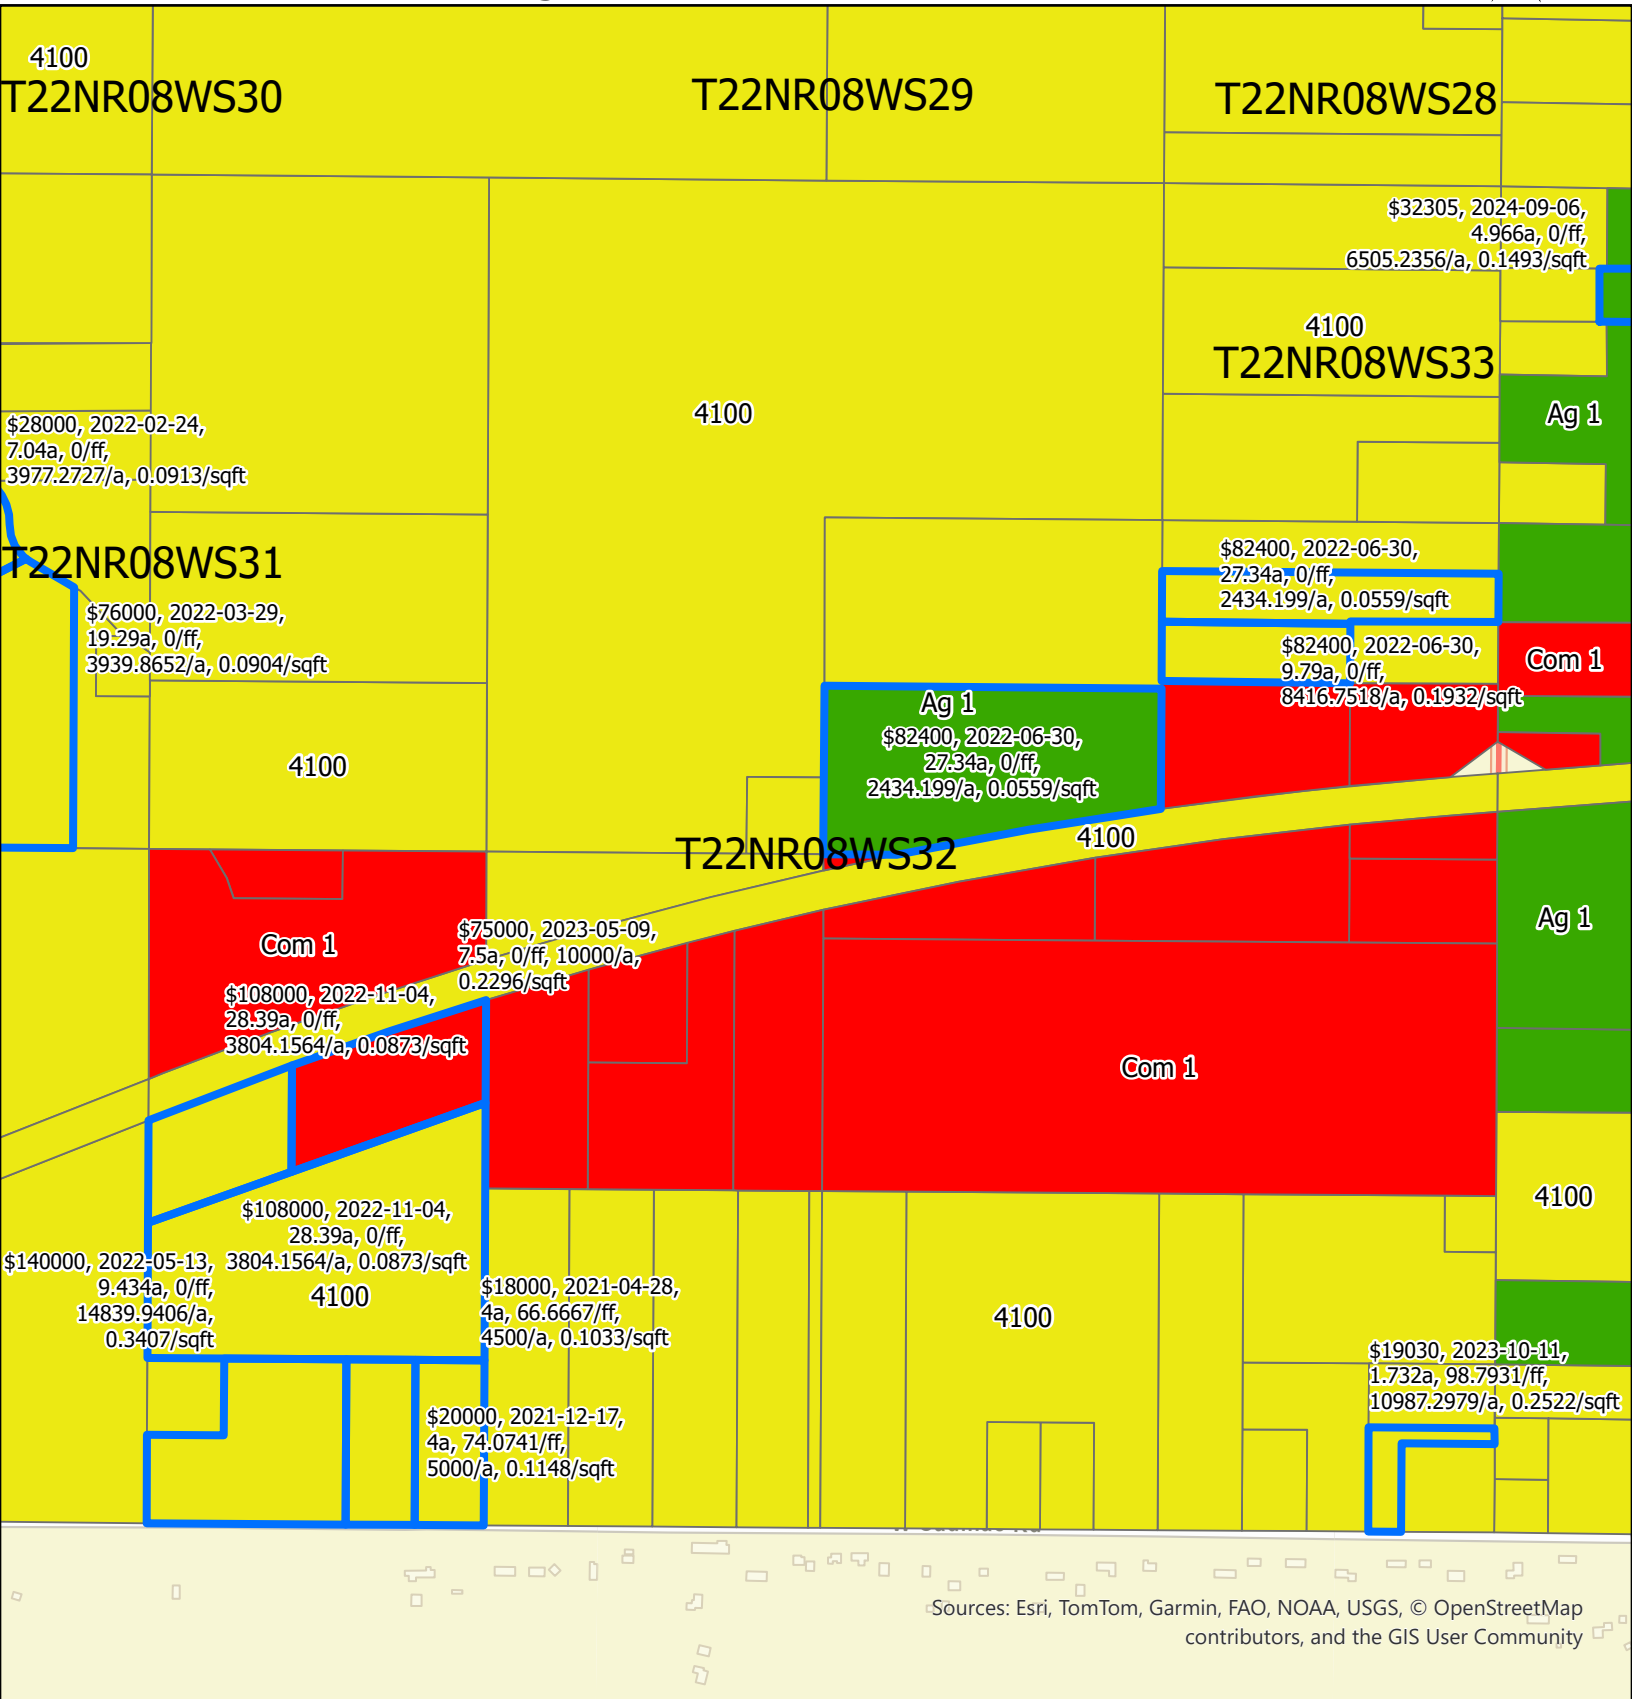 4100
T22NR08WS30
T22NR08WS29
T22NR08WS28
$32305, 2024-09-06,
4.966a, 0/ff,
6505.2356/a, 0.1493/sqft
4100
T22NR08WS33
4100
Ag 1
$28000, 2022-02-24,
7.04a, 0/ff,
3977.2727/a, 0.0913/sqft
T22NR08WS31
$76000, 2022-03-29,
19.29a, 0/ff,
3939.8652/a, 0.0904/sqft
$82400, 2022-06-30,
27.34a, 0/ff,
2434.199/a, 0.0559/sqft
$82400, 2022-06-30,
9.79a, 0/ff,
8416.7518/a, 0.1932/sqft
Com 1
Ag 1
$82400, 2022-06-30,
27.34a, 0/ff,
2434.199/a, 0.0559/sqft
4100
4100
T22NR08WS32
Ag 1
Com 1
$75000, 2023-05-09,
7.5a, 0/ff, 10000/a,
0.2296/sqft
$108000, 2022-11-04,
28.39a, 0/ff,
3804.1564/a, 0.0873/sqft
Com 1
$108000, 2022-11-04,
28.39a, 0/ff,
3804.1564/a, 0.0873/sqft
4100
4100
$140000, 2022-05-13,
9.434a, 0/ff,
14839.9406/a,
0.3407/sqft
$18000, 2021-04-28,
4a, 66.6667/ff,
4500/a, 0.1033/sqft
4100
$19030, 2023-10-11,
1.732a, 98.7931/ff,
10987.2979/a, 0.2522/sqft
$20000, 2021-12-17,
4a, 74.0741/ff,
5000/a, 0.1148/sqft
Sources: Esri, TomTom, Garmin, FAO, NOAA, USGS, © OpenStreetMap
contributors, and the GIS User Community